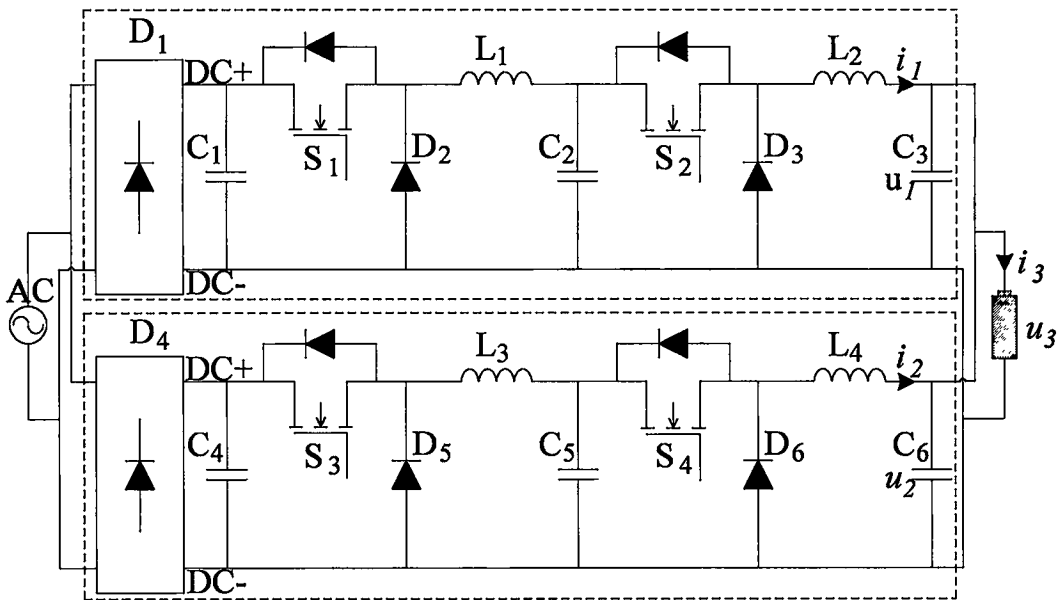 D1
DC+
L1
L2
i1
C1
S1
D2
C2
S2
D3
C3
u1
DC-
AC
i3
u3
D4
DC+
L3
L4
i2
C4
S3
D5
C5
S4
D6
C6
u2
DC-